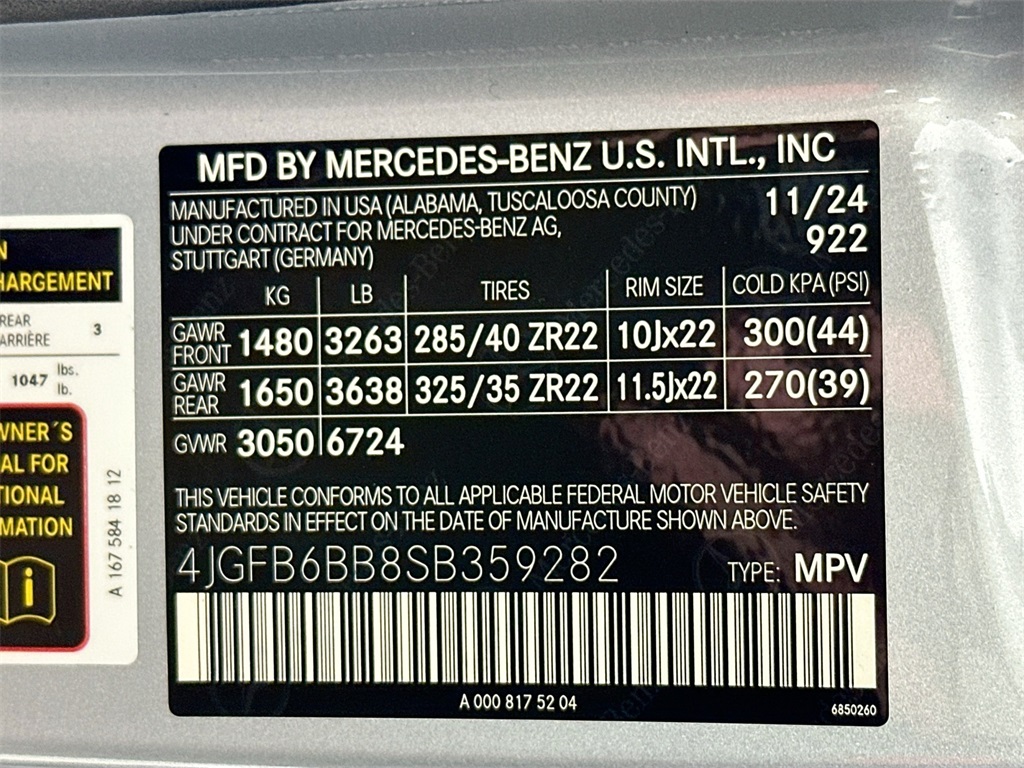 MFD BY MERCEDES-BENZ U.S. INTL., INC
MANUFACTURED IN USA (ALABAMA, TUSCALOOSA COUNTY) 11/24
UNDER CONTRACT FOR MERCEDES-BENZ AG, 922
STUTTGART (GERMANY)
KG LB TIRES RIM SIZE COLD KPA (PSI)
GAWR FRONT 1480 3263 285/40 ZR22 10Jx22 300(44)
GAWR REAR 1650 3638 325/35 ZR22 11.5Jx22 270(39)
GVWR 3050 6724
THIS VEHICLE CONFORMS TO ALL APPLICABLE FEDERAL MOTOR VEHICLE SAFETY
STANDARDS IN EFFECT ON THE DATE OF MANUFACTURE SHOWN ABOVE.
4JGFB6BB8SB359282 TYPE: MPV
A 000 817 52 04
6850260
N
HARGEMENT
REAR
ARRIÈRE 3
1047 lbs.
lb.
WNER´S
AL FOR
TIONAL
MATION
i
A 167 584 18 12